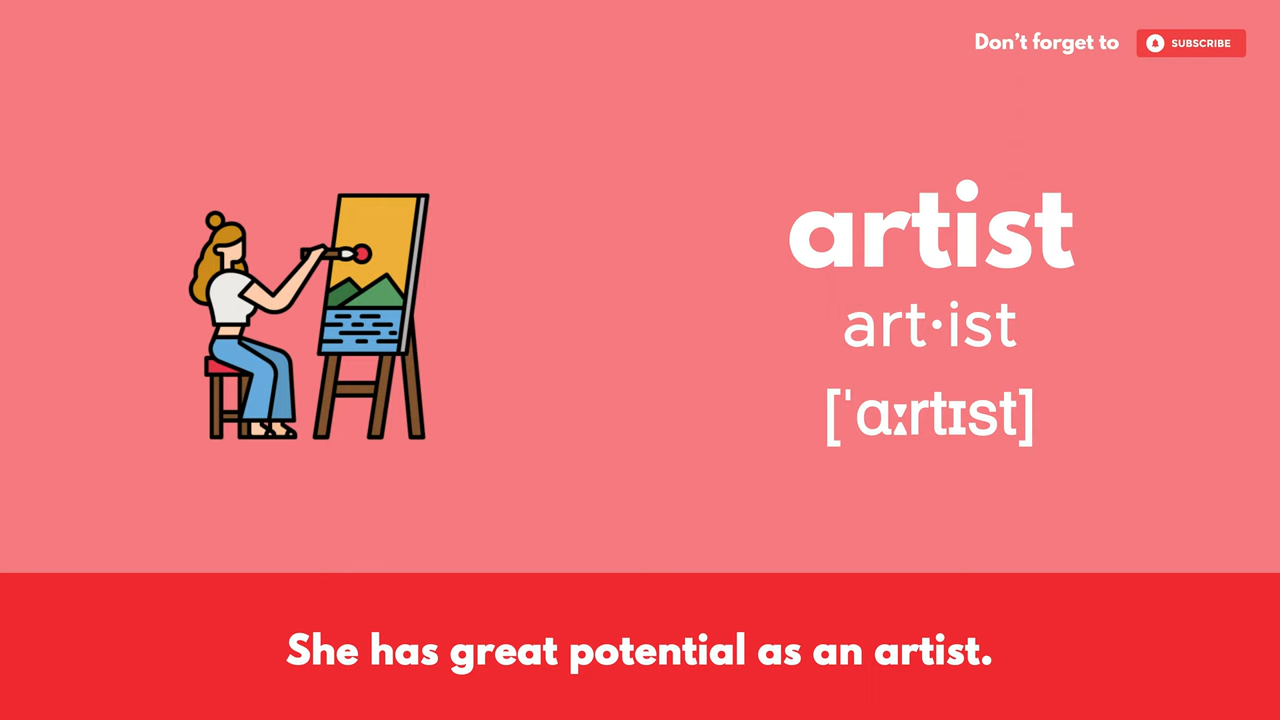 Don't forget to SUBSCRIBE
artist
art·ist
[ˈɑːrtɪst]
She has great potential as an artist.